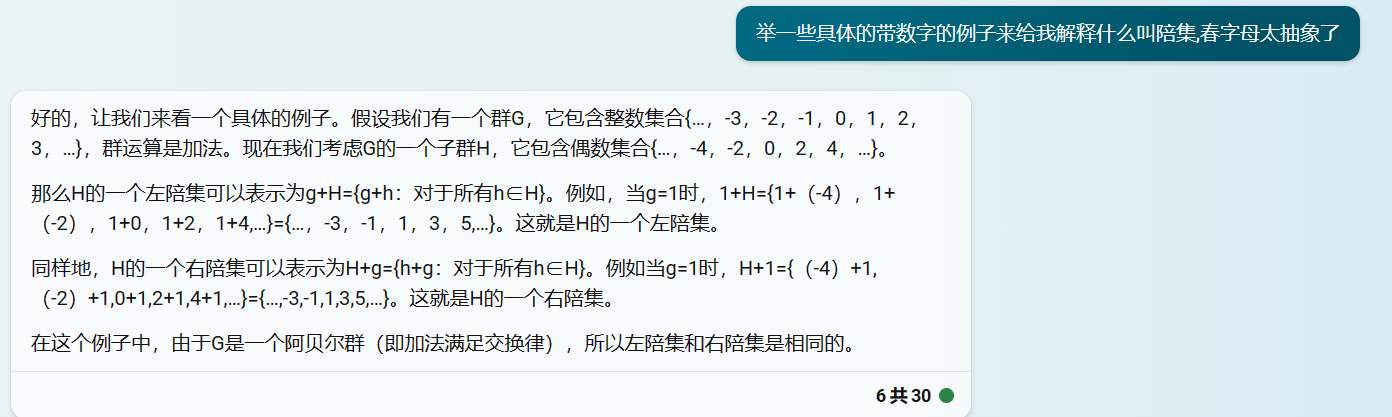 举一些具体的带数字的例子来给我解释什么叫陪集,春字母太抽象了
好的，让我们来看一个具体的例子。假设我们有一个群G，它包含整数集合{…，-3，-2，-1，0，1，2，
3，…}，群运算是加法。现在我们考虑G的一个子群H，它包含偶数集合{…，-4，-2，0，2，4，…}。
那么H的一个左陪集可以表示为g+H={g+h：对于所有h∈H}。例如，当g=1时，1+H={1+（-4），1+
（-2），1+0，1+2，1+4,…}={…，-3，-1，1，3，5,…}。这就是H的一个左陪集。
同样地，H的一个右陪集可以表示为H+g={h+g：对于所有h∈H}。例如当g=1时，H+1={（-4）+1,
（-2）+1,0+1,2+1,4+1,…}={…,-3,-1,1,3,5,…}。这就是H的一个右陪集。
在这个例子中，由于G是一个阿贝尔群（即加法满足交换律），所以左陪集和右陪集是相同的。
6 共 30